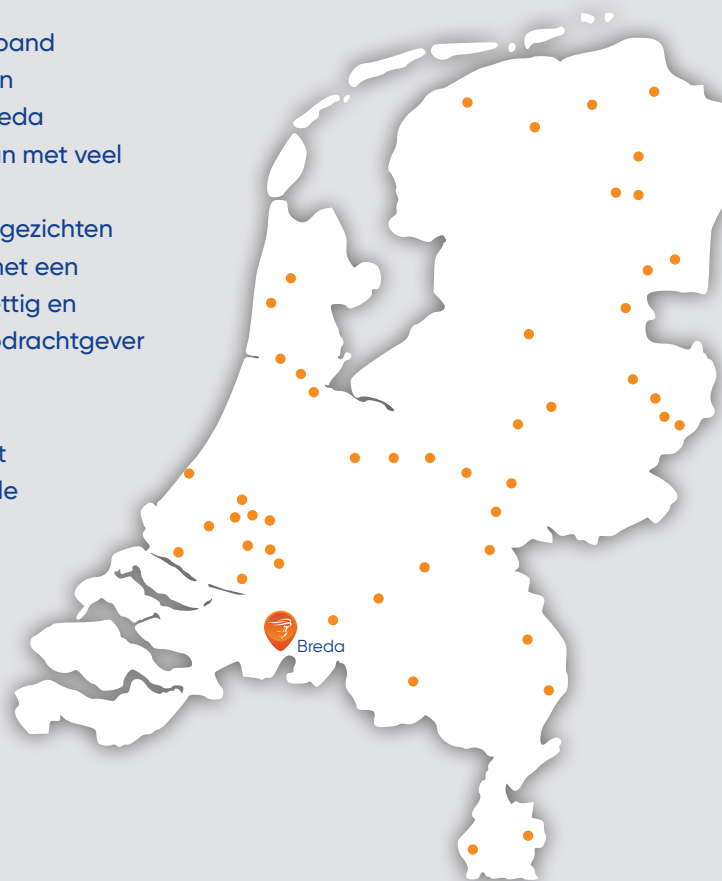 band
n
eda
n met veel
gezichten
et een
ttig en
drachtgever
t
le
Breda